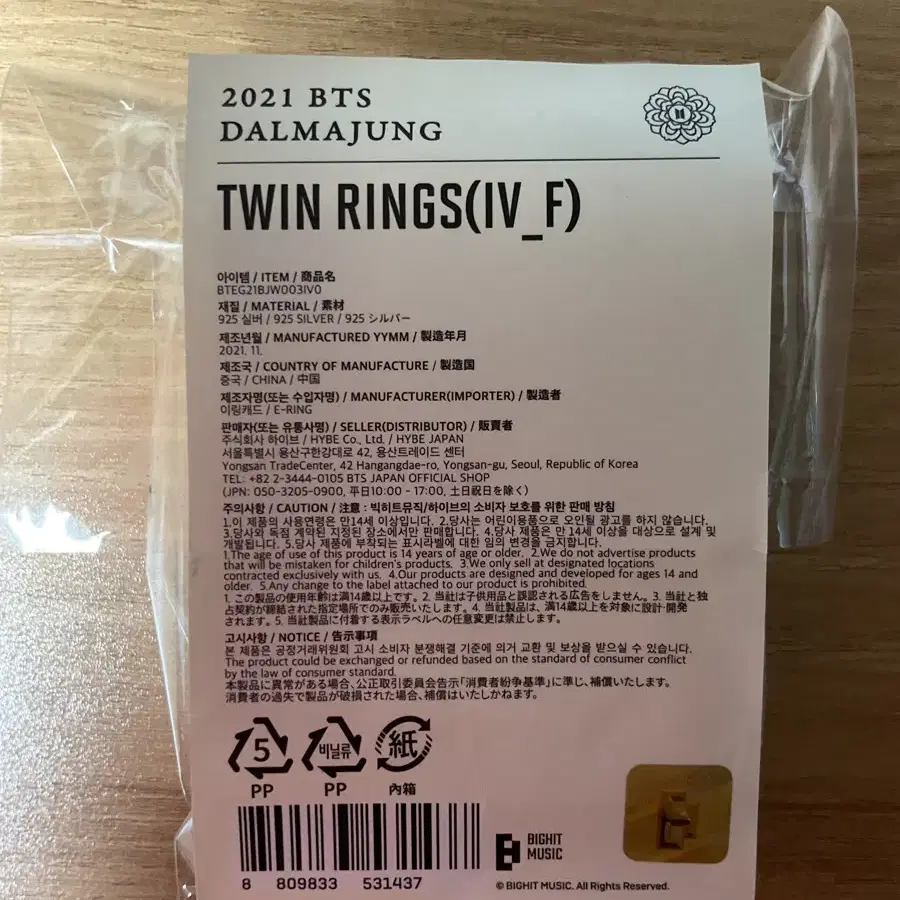 2021 BTS
DALMAJUNG
TWIN RINGS(IV_F)
아이템 / ITEM / 商品名
BTEG21BJW003IV0
재질 / MATERIAL / 素材
925 실버 / 925 SILVER / 925 シルバー
제조년월 / MANUFACTURED YYMM / 製造年月
2021. 11.
제조국 / COUNTRY OF MANUFACTURE / 製造国
중국 / CHINA / 中国
제조자명(또는 수입자명) / MANUFACTURER(IMPORTER) / 製造者
이링캐드 / E-RING
판매자(또는 유통사명) / SELLER(DISTRIBUTOR) / 販賣者
주식회사 하이브 / HYBE Co., Ltd. / HYBE JAPAN
서울특별시 용산구한강대로 42, 용산트레이드 센터
Yongsan TradeCenter, 42 Hangangdae-ro, Yongsan-gu, Seoul, Republic of Korea
TEL: +82 2-3444-0105 BTS JAPAN OFFICIAL SHOP
(JPN: 050-3205-0900, 平日10:00 - 17:00, 土日祝日を除く)
주의사항 / CAUTION / 注意 : 빅히트뮤직/하이브의 소비자 보호를 위한 판매 방침
1.이 제품의 사용연령은 만14세 이상입니다. 2.당사는 어린이용품으로 오인될 광고를 하지 않습니다.
3.당사와 독점 계약된 지정된 장소에서만 판매합니다. 4.당사 제품은 만 14세 이상을 대상으로 설계 및
개발됩니다. 5.당사 제품에 부착되는 표시라벨에 대한 임의 변경을 금지합니다.
1.The age of use of this product is 14 years of age or older. 2.We do not advertise products
that will be mistaken for children's products. 3.We only sell at designated locations
contracted exclusively with us. 4.Our products are designed and developed for ages 14 and
older. 5.Any change to the label attached to our product is prohibited.
1. この製品の使用年齢は満14歳以上です。2. 当社は子供用品と誤認される広告をしません。3. 当社と独
占契約が締結された指定場所でのみ販売いたします。4. 当社製品は、満14歳以上を対象に設計·開発
されます。5. 当社製品に付着する表示ラベルへの任意変更は禁止します。
고시사항 / NOTICE / 告示事項
본 제품은 공정거래위원회 고시 소비자 분쟁해결 기준에 의거 교환 및 보상을 받으실 수 있습니다.
The product could be exchanged or refunded based on the standard of consumer conflict
by the law of consumer standard.
本製品に異常がある場合、公正取引委員会告示「消費者紛争基準」に準じ、補償いたします。
消費者の過失で製品が破損された場合、補償はいたしかねます。
5 비닐류 紙
PP PP 內箱
8 809833 531437
BIGHIT
MUSIC
© BIGHIT MUSIC. All Rights Reserved.